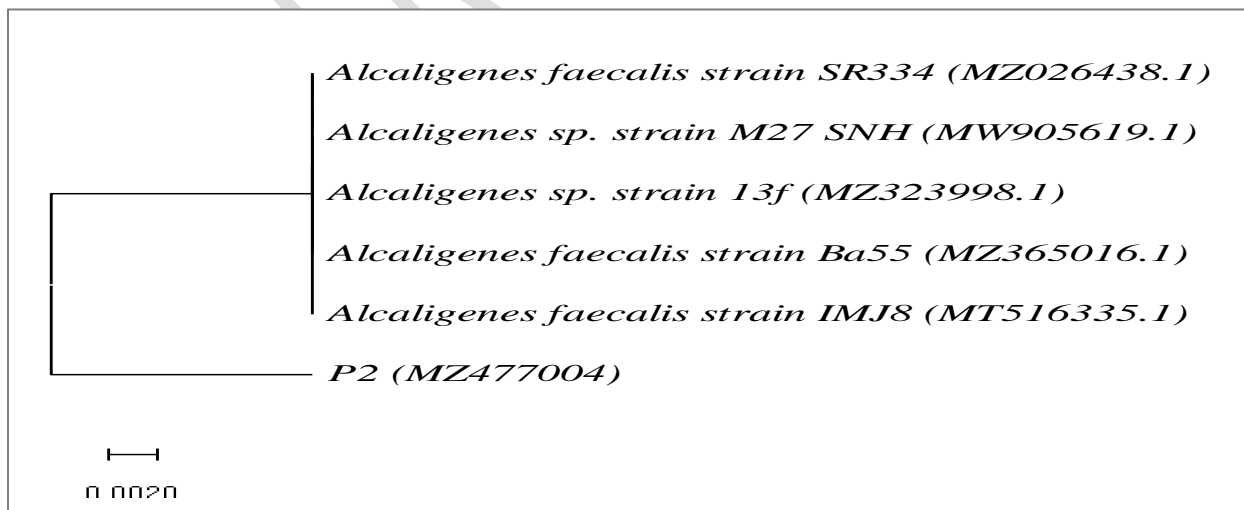 Alcaligenes faecalis strain SR334 (MZ026438.1)
Alcaligenes sp. strain M27 SNH (MW905619.1)
Alcaligenes sp. strain 13f (MZ323998.1)
Alcaligenes faecalis strain Ba55 (MZ365016.1)
Alcaligenes faecalis strain IMJ8 (MT516335.1)
P2 (MZ477004)
0.0020